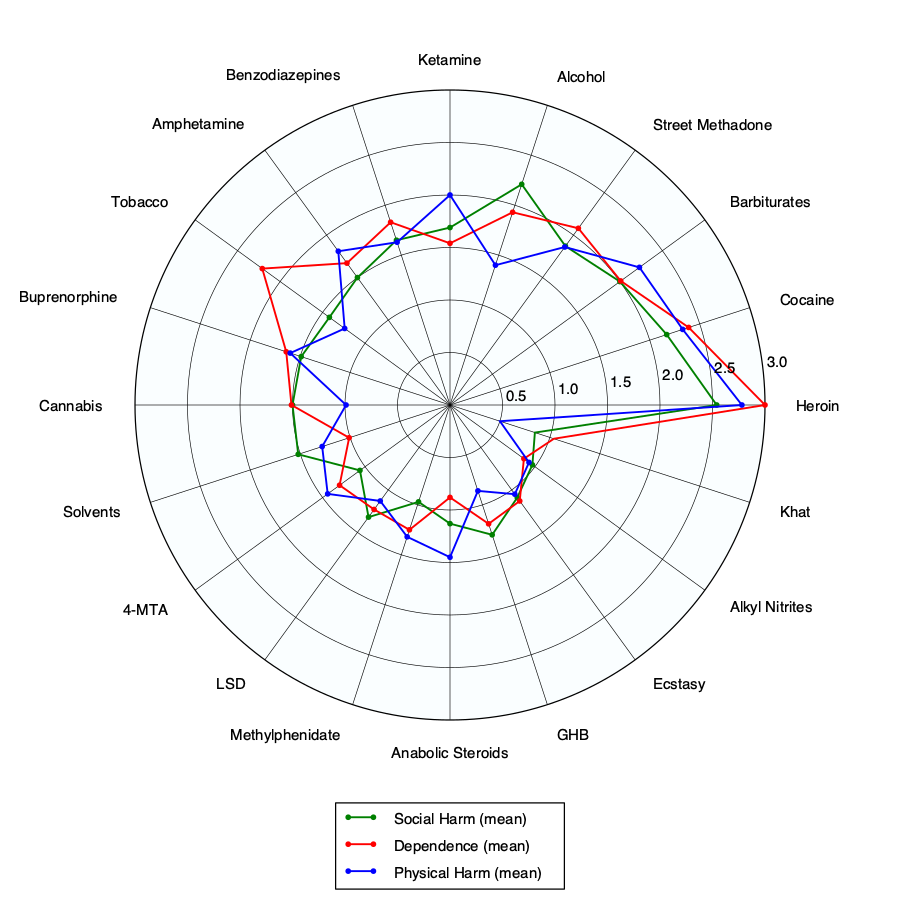 Ketamine
Benzodiazepines
Alcohol
Amphetamine
Street Methadone
Tobacco
Barbiturates
Buprenorphine
Cocaine
3.0
2.5
2.0
1.5
1.0
0.5
Cannabis
Heroin
Solvents
Khat
4-MTA
Alkyl Nitrites
LSD
Ecstasy
Methylphenidate
GHB
Anabolic Steroids
Social Harm (mean)
Dependence (mean)
Physical Harm (mean)